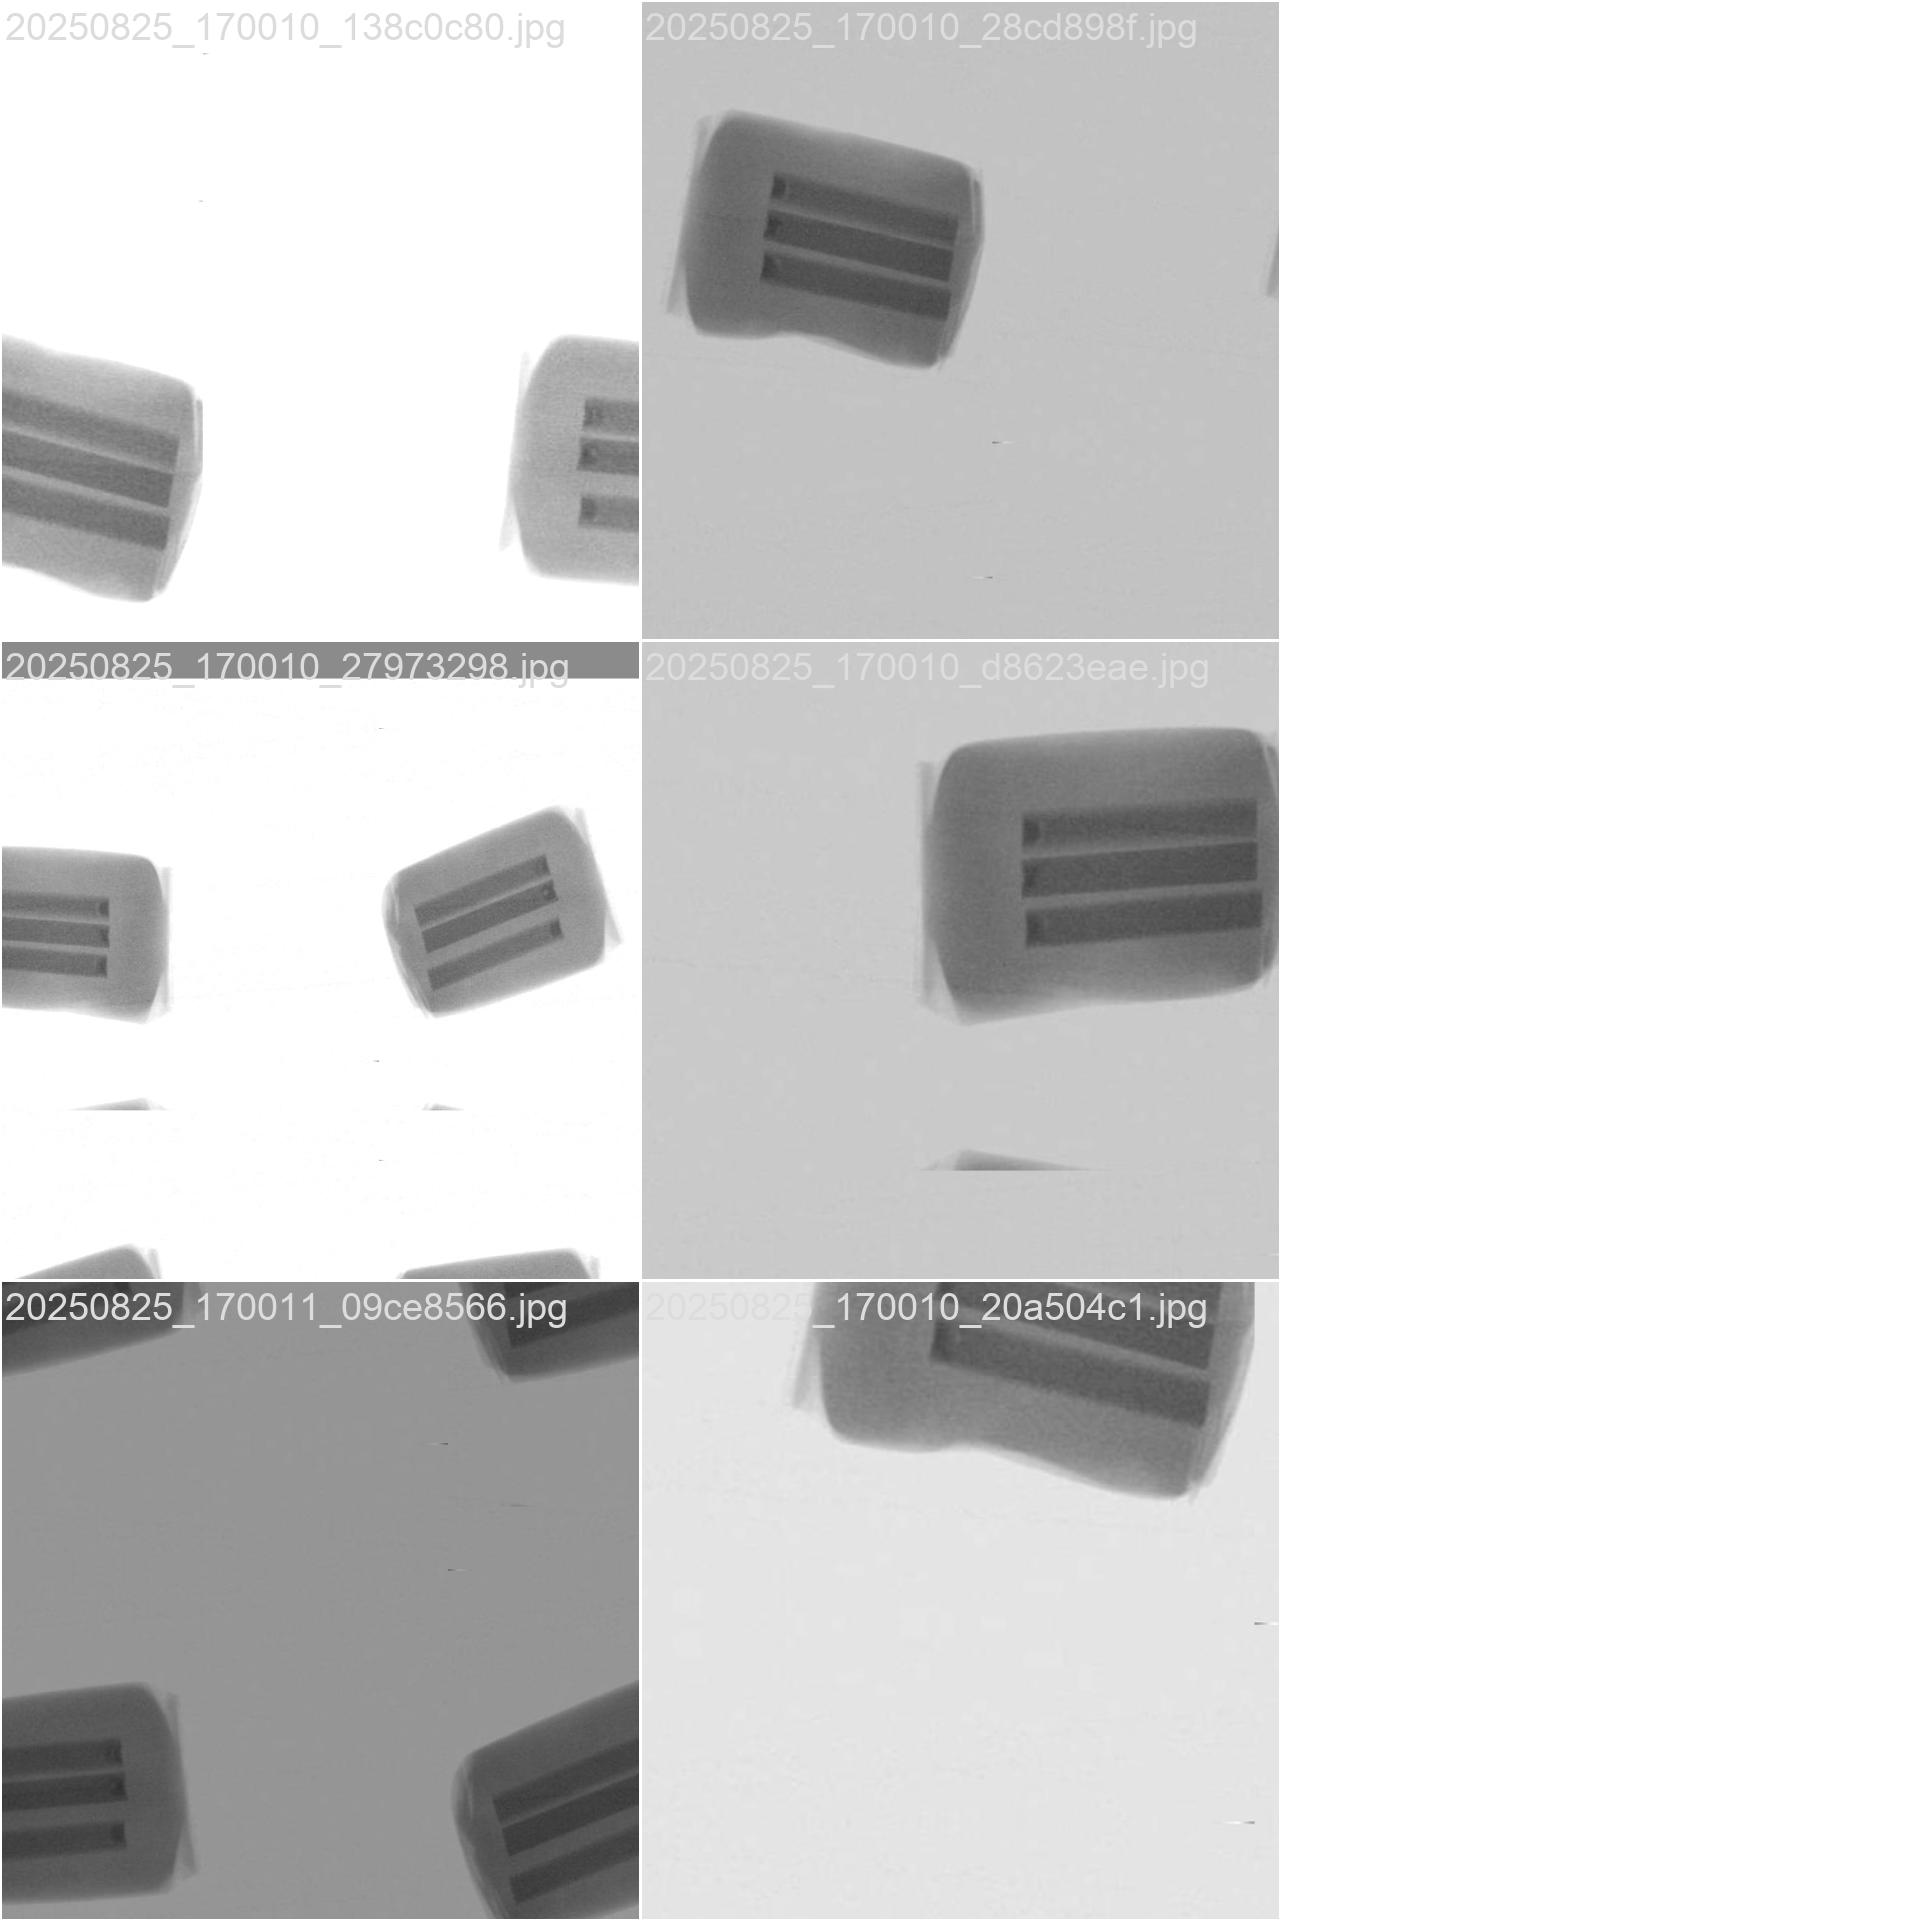 20250825_170010_138c0c80.jpg
20250825_170010_28cd898f.jpg
20250825_170010_27973298.jpg
20250825_170010_d8623eae.jpg
20250825_170011_09ce8566.jpg
20250825_170010_20a504c1.jpg